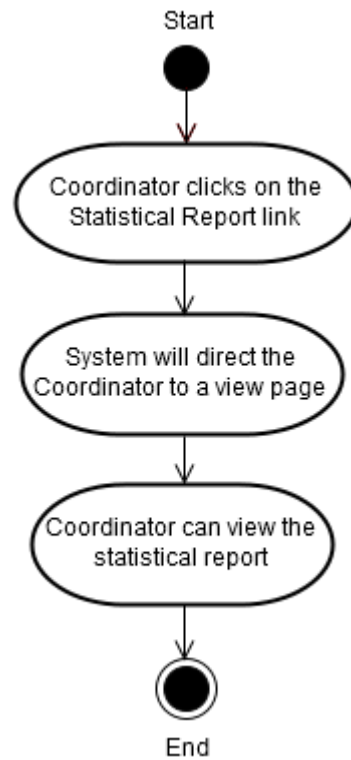 Start
Coordinator clicks on the
Statistical Report link
System will direct the
Coordinator to a view page
Coordinator can view the
statistical report
End